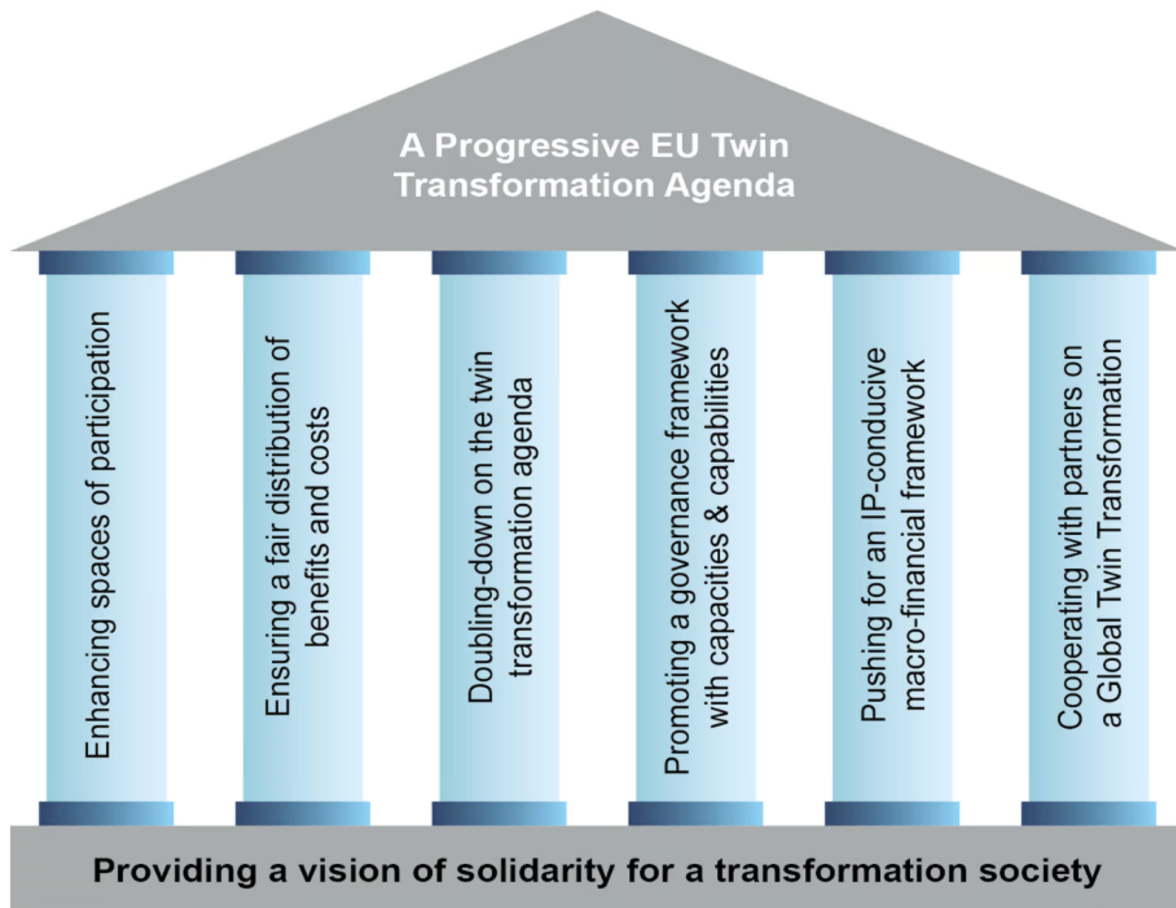 A Progressive EU Twin
Transformation Agenda
Enhancing spaces of participation
Ensuring a fair distribution of
benefits and costs
Doubling-down on the twin
transformation agenda
Promoting a governance framework
with capacities & capabilities
Pushing for an IP-conducive
macro-financial framework
Cooperating with partners on
a Global Twin Transformation
Providing a vision of solidarity for a transformation society